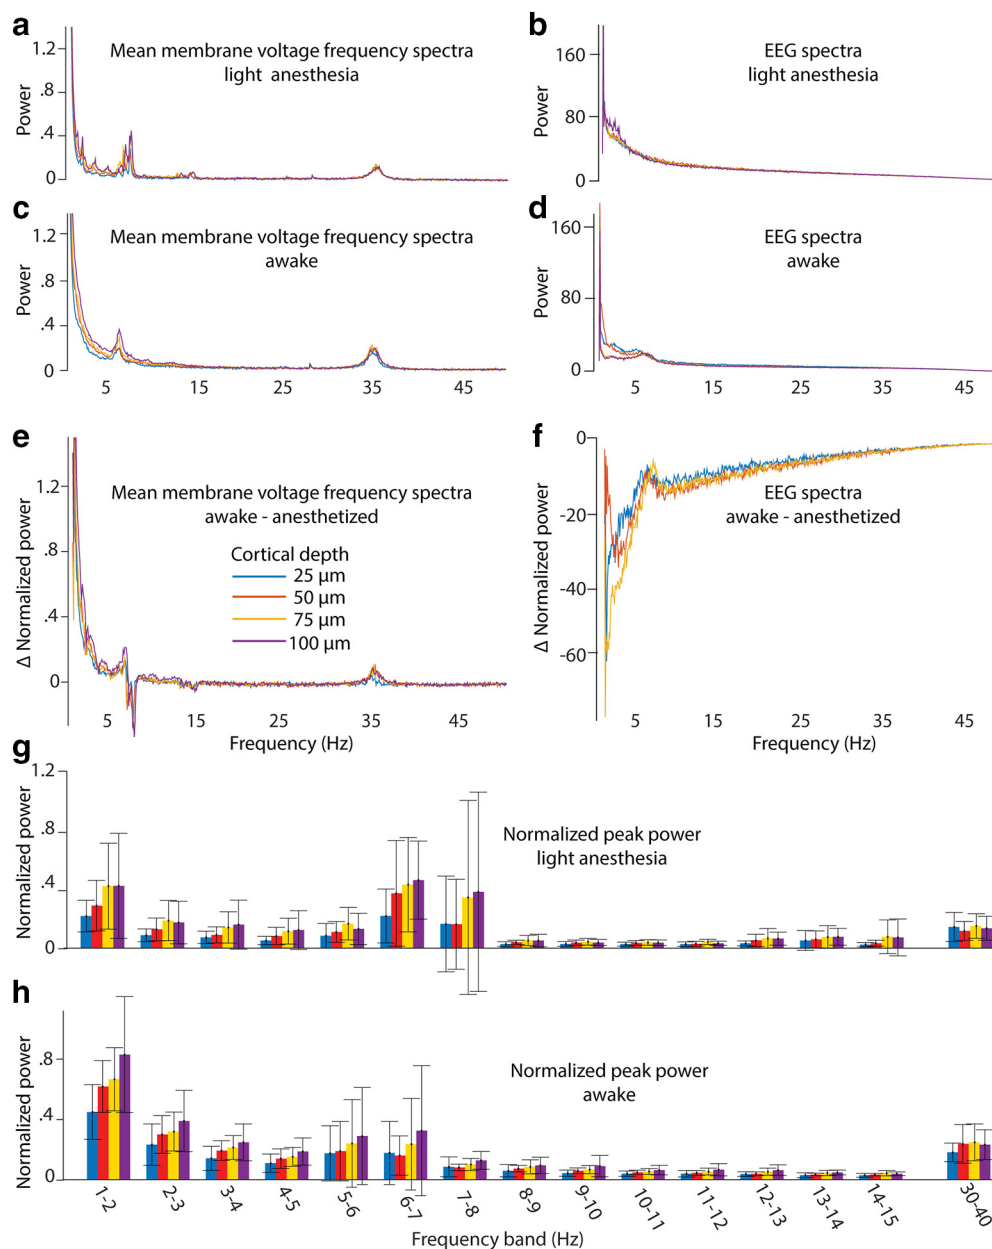 a
Mean membrane voltage frequency spectra
light anesthesia
Power
1.2
.8
.4
0
b
EEG spectra
light anesthesia
Power
160
80
0
c
Mean membrane voltage frequency spectra
awake
Power
1.2
.8
.4
0
5 15 25 35 45
d
EEG spectra
awake
Power
160
80
0
5 15 25 35 45
e
Mean membrane voltage frequency spectra
awake - anesthetized
Δ Normalized power
1.2
.8
.4
0
Cortical depth
25 µm
50 µm
75 µm
100 µm
5 15 25 35 45
Frequency (Hz)
f
EEG spectra
awake - anesthetized
Δ Normalized power
0
-20
-40
-60
5 15 25 35 45
Frequency (Hz)
g
Normalized peak power
light anesthesia
Normalized power
1.2
.8
.4
0
h
Normalized peak power
awake
Normalized power
.8
.4
0
1-2 2-3 3-4 4-5 5-6 6-7 7-8 8-9 9-10 10-11 11-12 12-13 13-14 14-15 30-40
Frequency band (Hz)